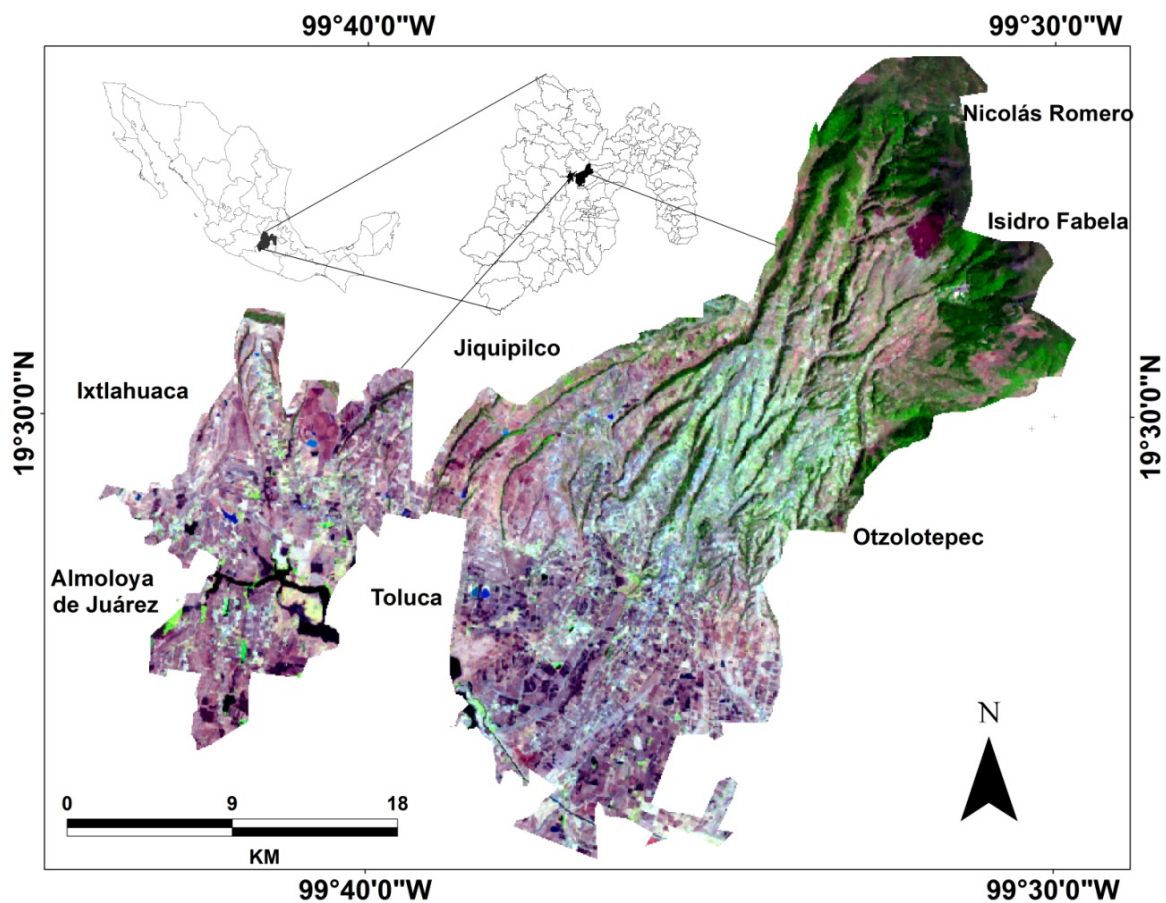 99°40'0"W
99°30'0"W
Nicolás Romero
Isidro Fabela
Jiquipilco
Ixtlahuaca
19°30'0"N
19°30'0"N
Otzolotepec
Almoloya
de Juárez
Toluca
N
0
9
18
KM
99°40'0"W
99°30'0"W